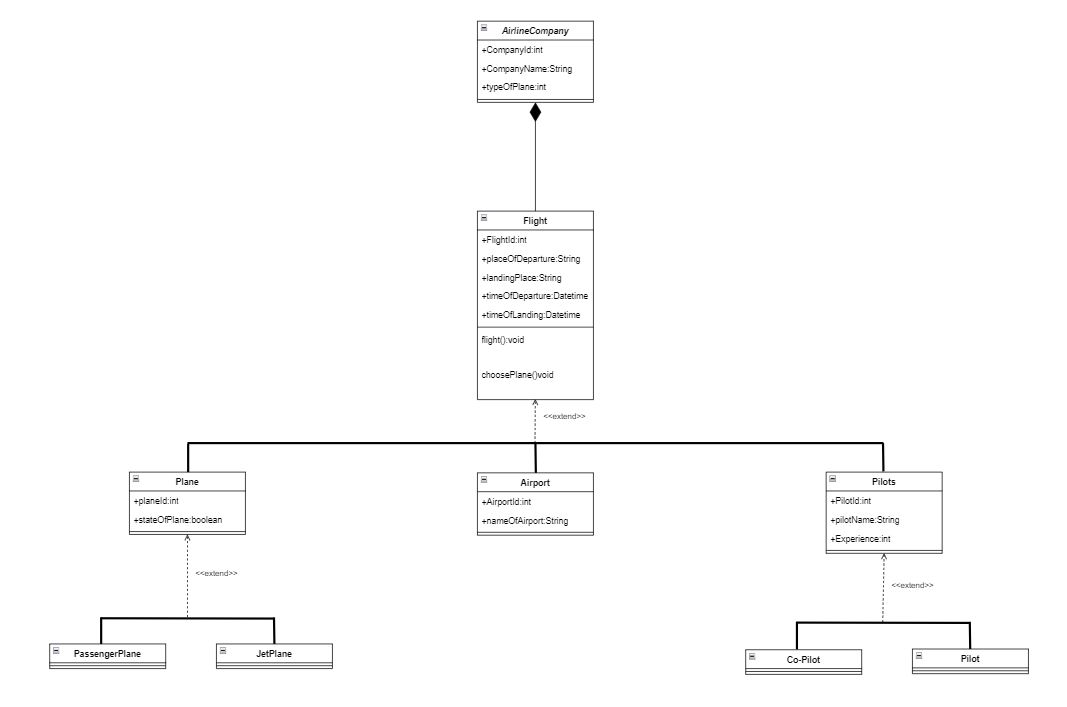 AirlineCompany
+CompanyId:int
+CompanyName:String
+typeOfPlane:int
Flight
+FlightId:int
+placeOfDeparture:String
+landingPlace:String
+timeOfDeparture:Datetime
+timeOfLanding:Datetime
flight():void
choosePlane()void
<<extend>>
Plane
+planeId:int
+stateOfPlane:boolean
Airport
+AirportId:int
+nameOfAirport:String
Pilots
+PilotId:int
+pilotName:String
+Experience:int
<<extend>>
<<extend>>
PassengerPlane
JetPlane
Co-Pilot
Pilot